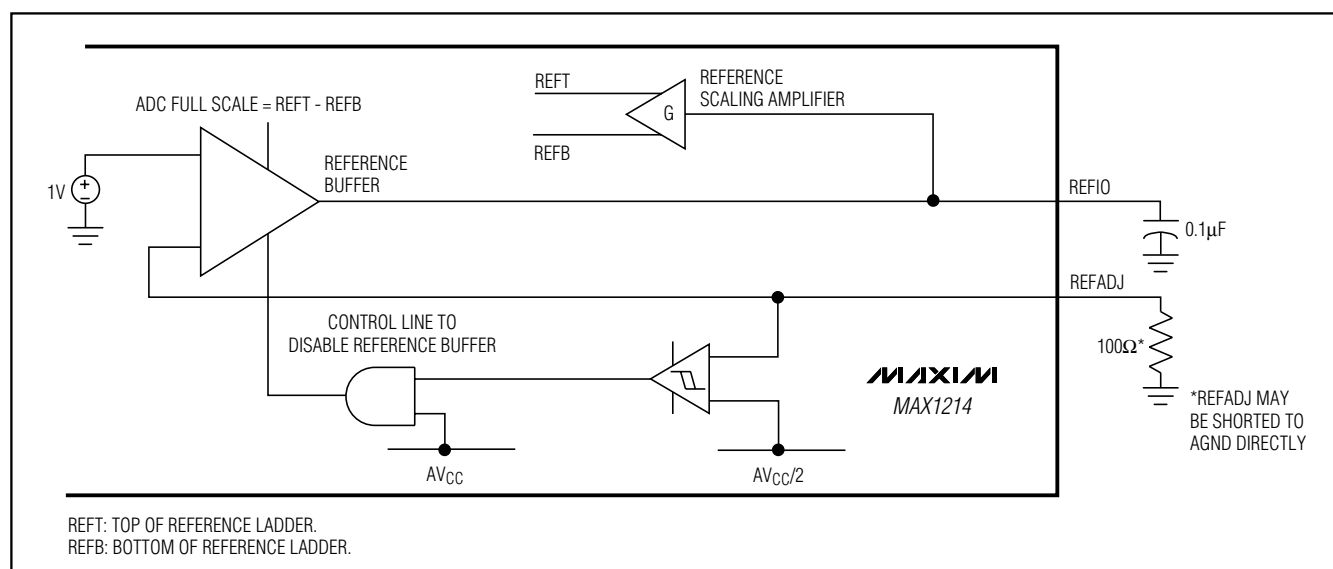 ADC FULL SCALE = REFT - REFB
REFT
REFB
G
REFERENCE
SCALING AMPLIFIER
1V
+
−
REFERENCE
BUFFER
REFIO
0.1µF
REFADJ
CONTROL LINE TO
DISABLE REFERENCE BUFFER
100Ω*
MAXIM
MAX1214
*REFADJ MAY
BE SHORTED TO
AGND DIRECTLY
AVCC
AVCC/2
REFT: TOP OF REFERENCE LADDER.
REFB: BOTTOM OF REFERENCE LADDER.